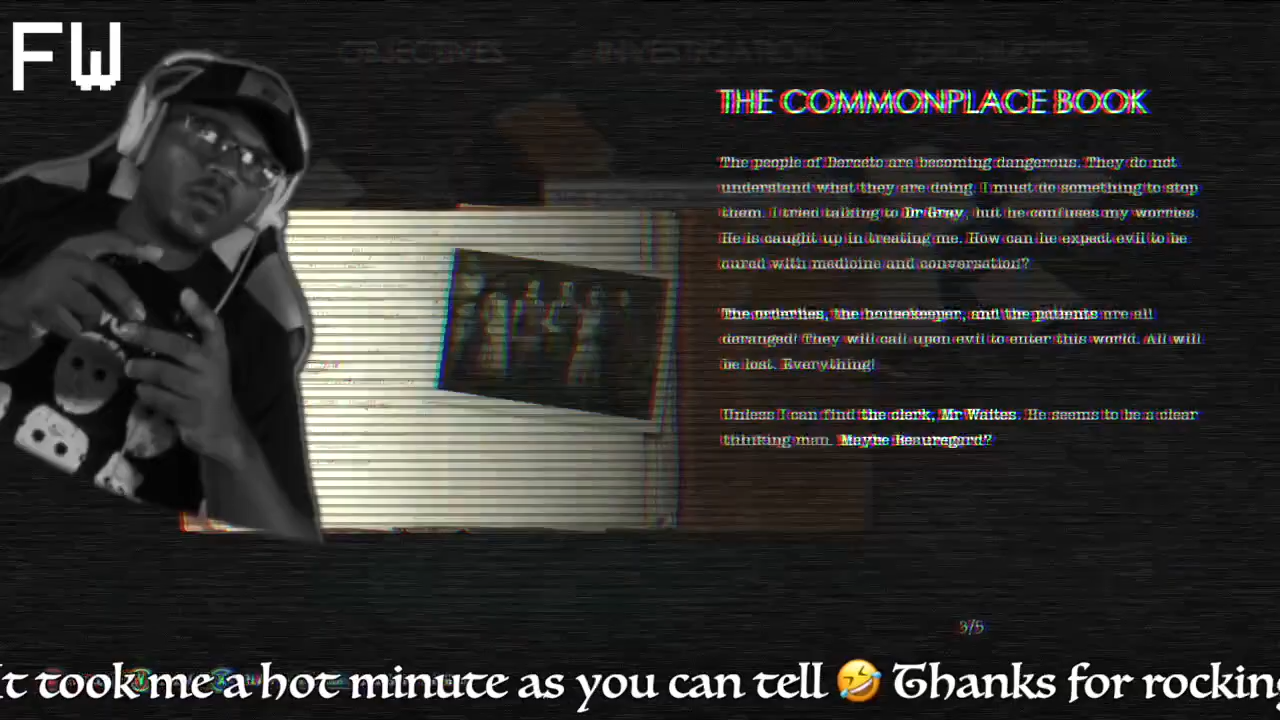 FW
OBJECTIVES INVESTIGATION
THE COMMONPLACE BOOK
The people of Derceto are becoming dangerous. They do not
understand what they are doing. I must do something to stop
them. I tried talking to Dr Gray, but he confuses my worries.
He is caught up in treating me. How can he expect evil to be
cured with medicine and conversation?
The orderlies, the housekeeper, and the patients are all
deranged! They will call upon evil to enter this world. All will
be lost. Everything!
Unless I can find the clerk, Mr Waites. He seems to be a clear
thinking man. Maybe Beauregard?
3/5
It took me a hot minute as you can tell 🤣 Thanks for rocking